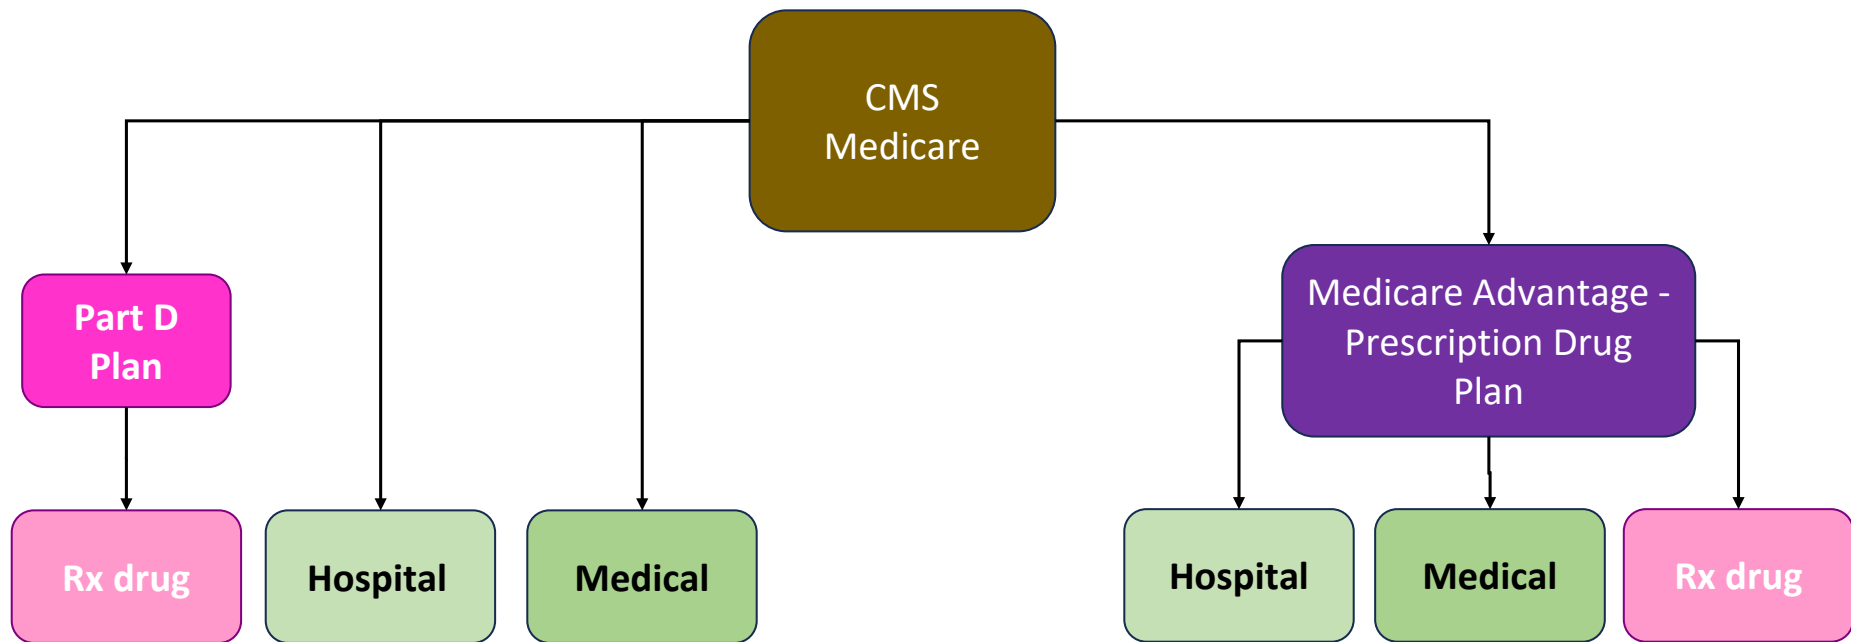 CMS
Medicare
Part D
Plan
Medicare Advantage -
Prescription Drug
Plan
Rx drug
Hospital
Medical
Hospital
Medical
Rx drug